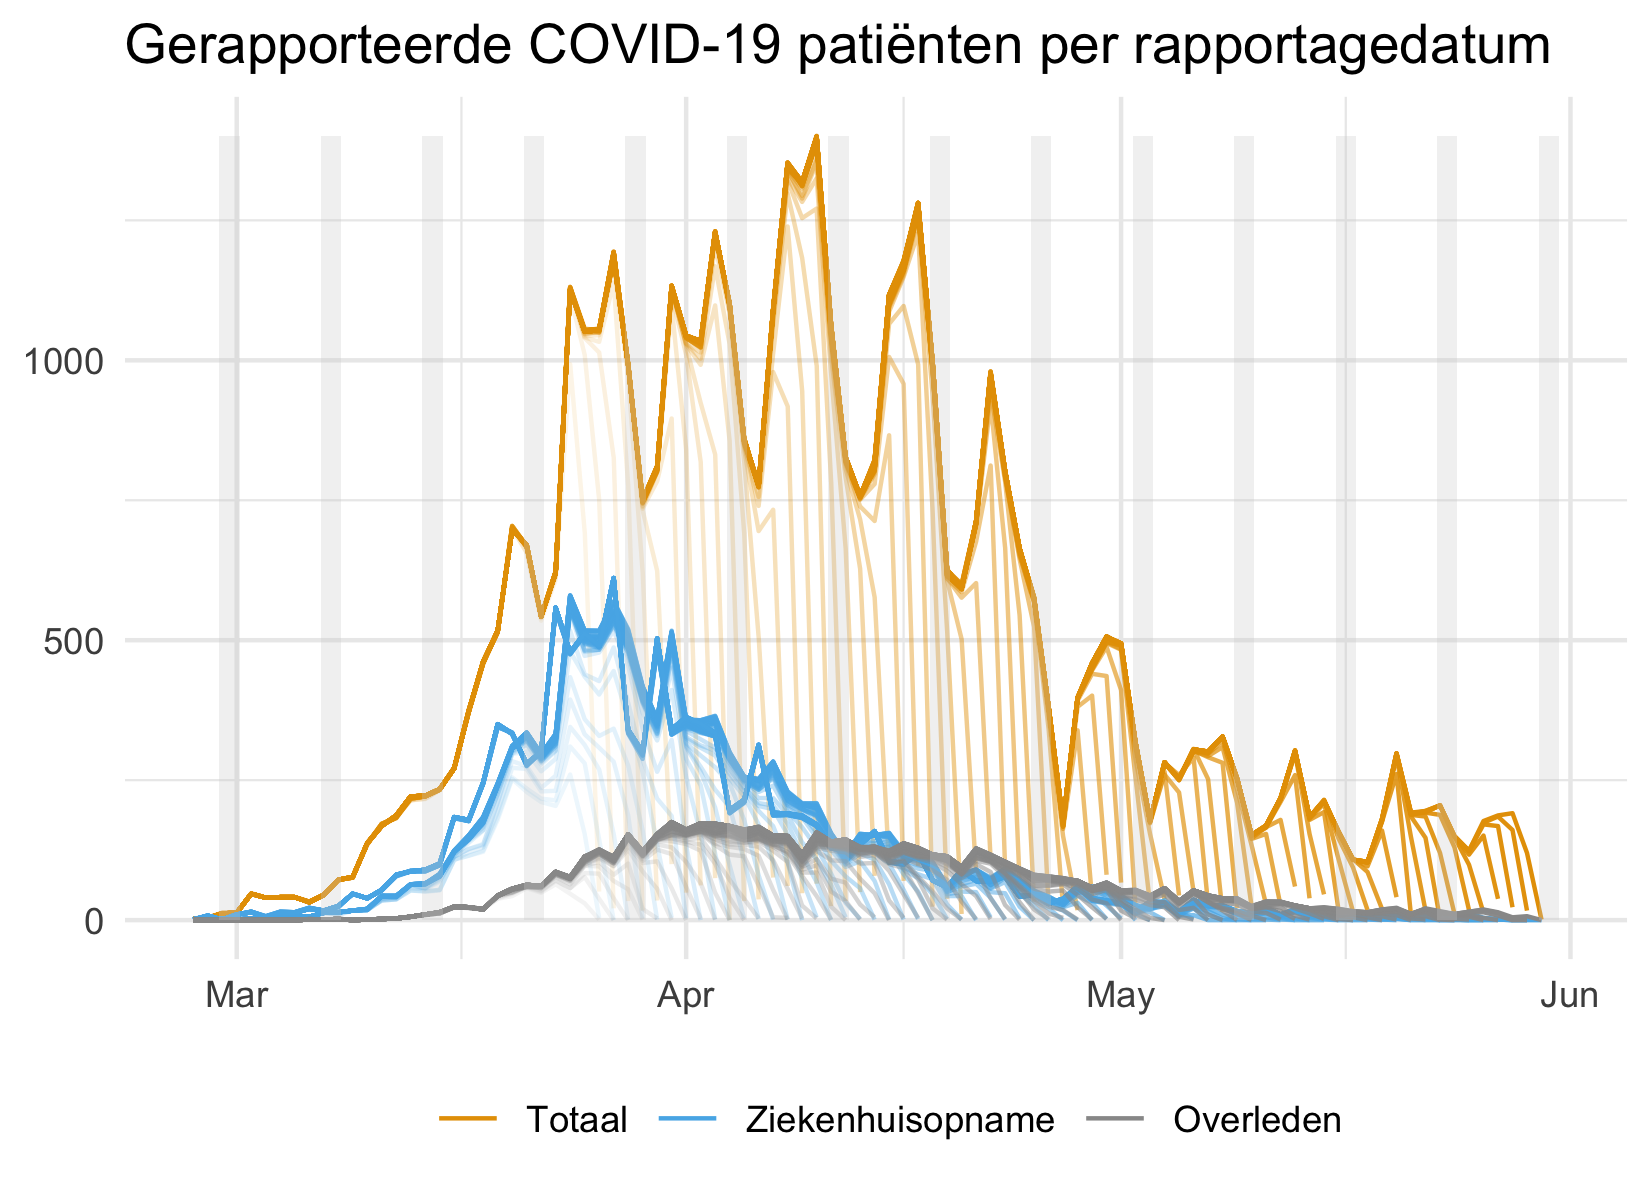 Gerapporteerde COVID-19 patiënten per rapportagedatum
1000
500
0
Mar Apr May Jun
Totaal Ziekenhuisopname Overleden